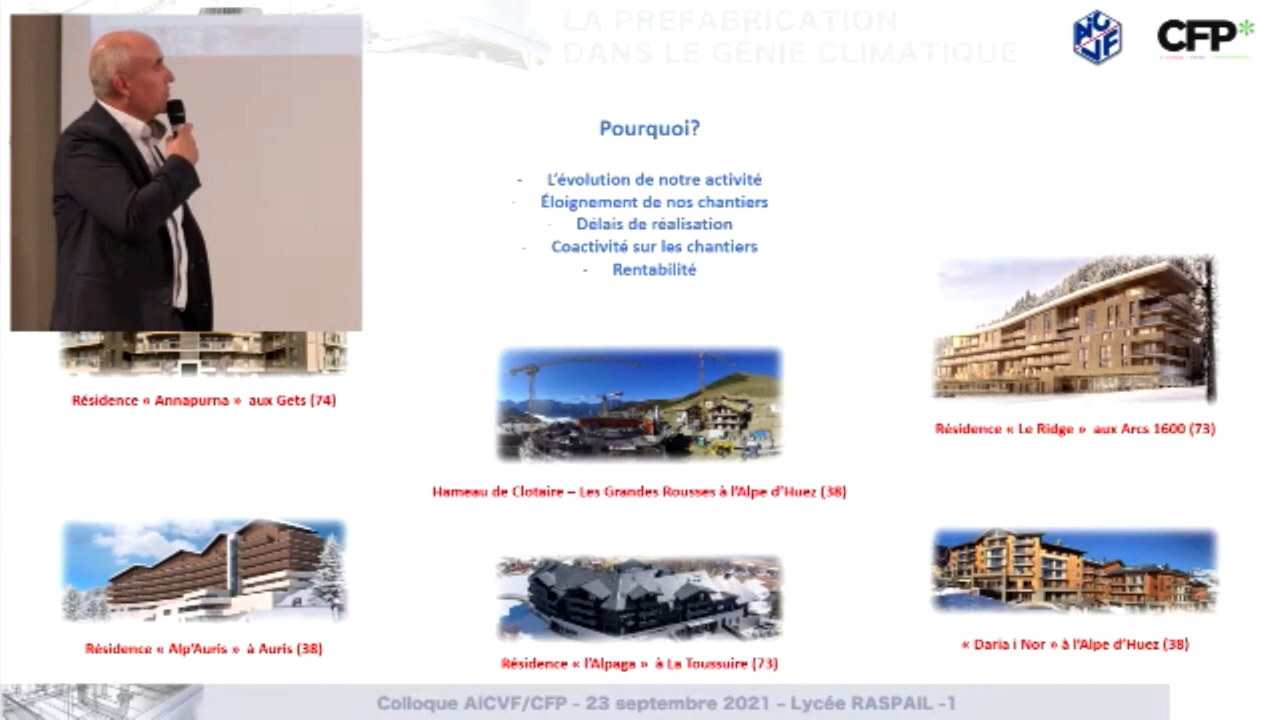 LA PREFABRICATION
DANS LE GÉNIE CLIMATIQUE
CFP*
Pourquoi?
- L'évolution de notre activité
- Éloignement de nos chantiers
- Délais de réalisation
- Coactivité sur les chantiers
- Rentabilité
Résidence « Annapurna » aux Gets (74)
Résidence « Le Ridge » aux Arcs 1600 (73)
Hameau de Clotaire – Les Grandes Rousses à l'Alpe d'Huez (38)
Résidence « Alp'Auris » à Auris (38)
Résidence « l'Alpaga » à La Toussuire (73)
« Daria i Nor » à l'Alpe d'Huez (38)
Colloque AICVF/CFP - 23 septembre 2021 – Lycée RASPAIL -1